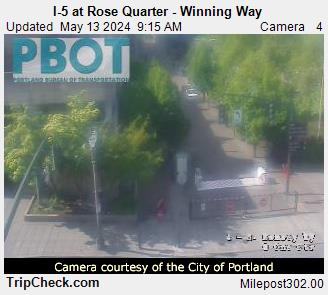 I-5 at Rose Quarter - Winning Way
Updated May 13 2024 9:15 AM Camera 4
PBOT
PORTLAND BUREAU OF TRANSPORTATION
Camera courtesy of the City of Portland
TripCheck.com Milepost302.00